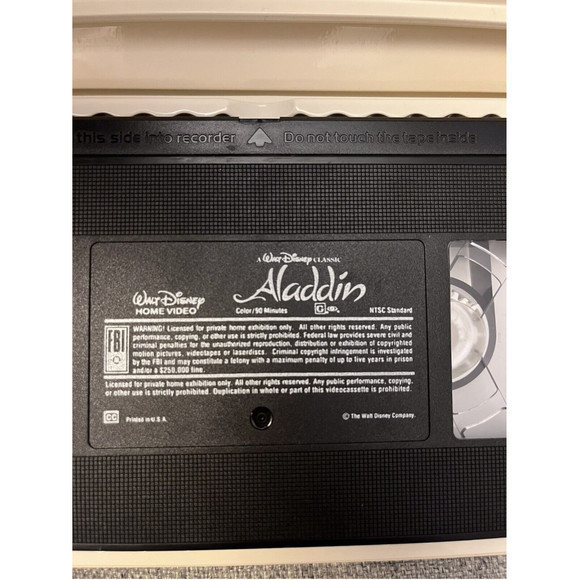 this side into recorder Do not touch the tape inside
A WALT DISNEY CLASSIC
Aladdin
WALT DISNEY
HOME VIDEO
Color/90 Minutes G NTSC Standard
FBI
WARNING! Licensed for private home exhibition only. All other rights reserved. Any public
performance, copying, or other use is strictly prohibited. Federal law provides severe civil and
criminal penalties for the unauthorized reproduction, distribution or exhibition of copyrighted
motion pictures, videotapes or laserdiscs. Criminal copyright infringement is investigated
by the FBI and may constitute a felony with a maximum penalty of up to five years in prison
and/or a $250,000 fine.
Licensed for private home exhibition only. All other rights reserved. Any public performance, copying,
or other use is strictly prohibited. Duplication in whole or part of this videocassette is prohibited.
CC Printed in U.S.A. © The Walt Disney Company.